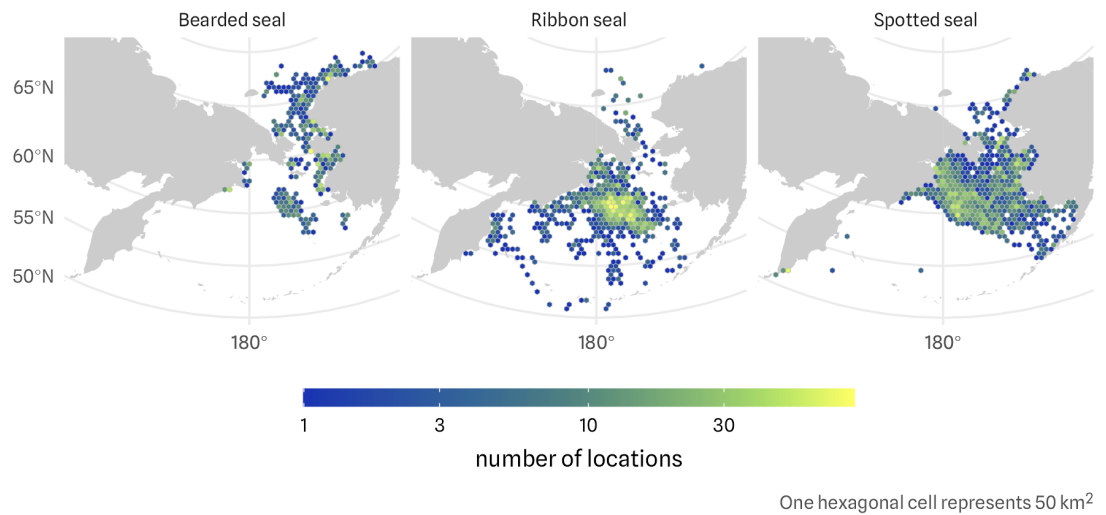 Bearded seal
Ribbon seal
Spotted seal
65°N
60°N
55°N
50°N
180°
180°
180°
1
3
10
30
number of locations
One hexagonal cell represents 50 km²